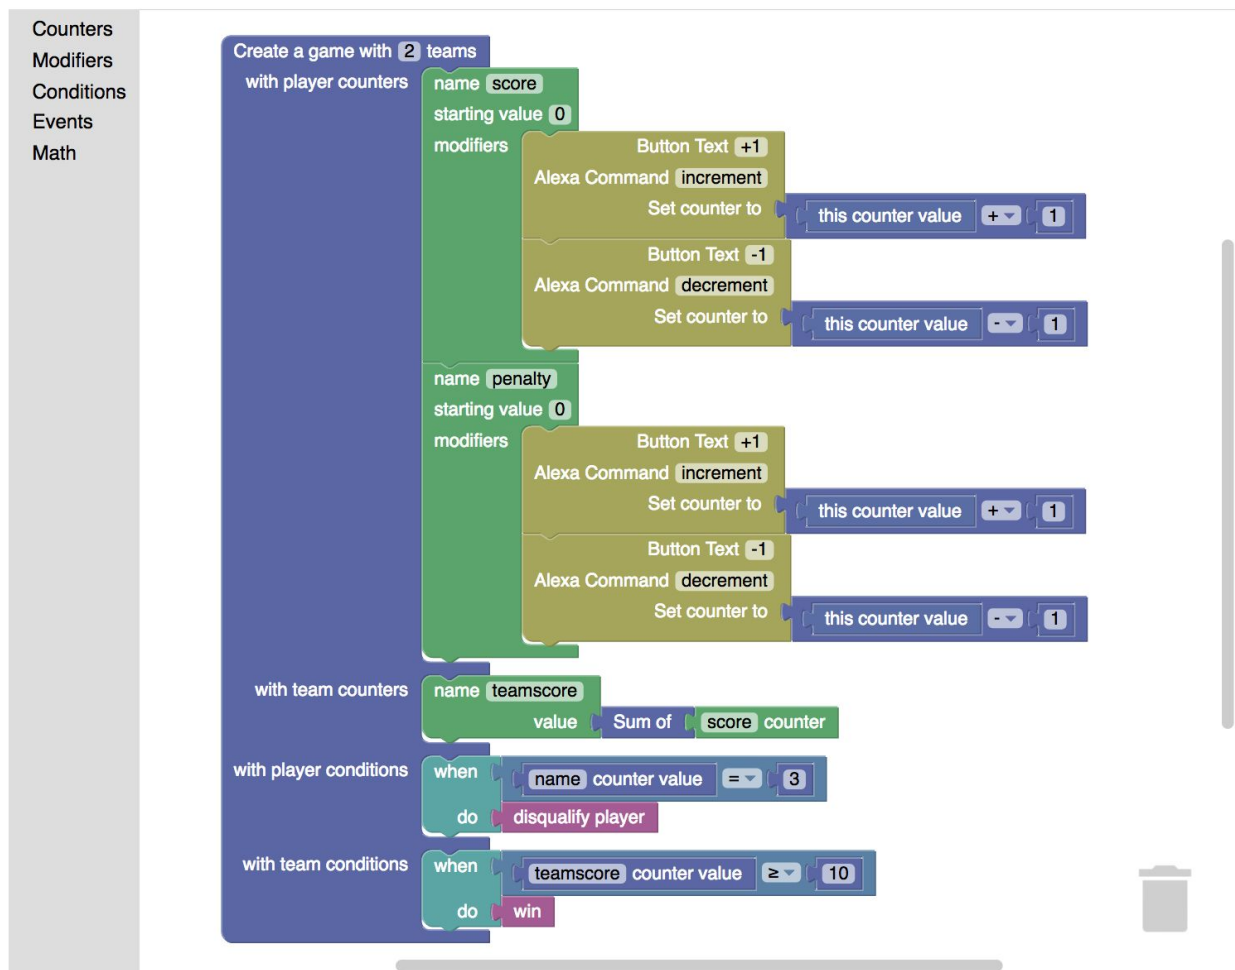 Counters
Modifiers
Conditions
Events
Math
Create a game with 2 teams
with player counters name score
starting value 0
modifiers Button Text +1
Alexa Command increment
Set counter to this counter value + 1
Button Text -1
Alexa Command decrement
Set counter to this counter value - 1
name penalty
starting value 0
modifiers Button Text +1
Alexa Command increment
Set counter to this counter value + 1
Button Text -1
Alexa Command decrement
Set counter to this counter value - 1
with team counters name teamscore
value Sum of score counter
with player conditions when name counter value = 3
do disqualify player
with team conditions when teamscore counter value ≥ 10
do win